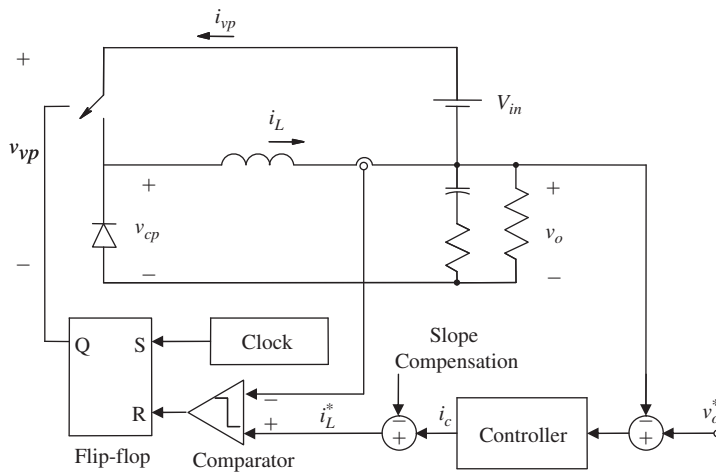 i_vp
+
V_in
i_L
v_vp
+
+
v_cp
v_o
−
−
−
Slope
Compensation
Q
S
Clock
−
R
+
i_L^*
−
+
i_c
Controller
−
+
v_o^*
Flip-flop
Comparator